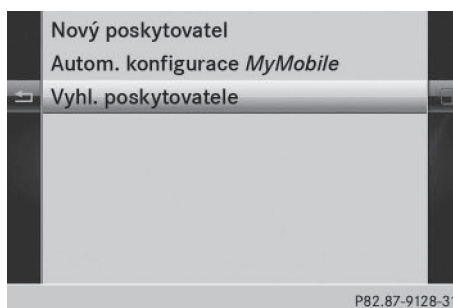 Nový poskytovatel
Autom. konfigurace MyMobile
Vyhl. poskytovatele
P82.87-9128-31